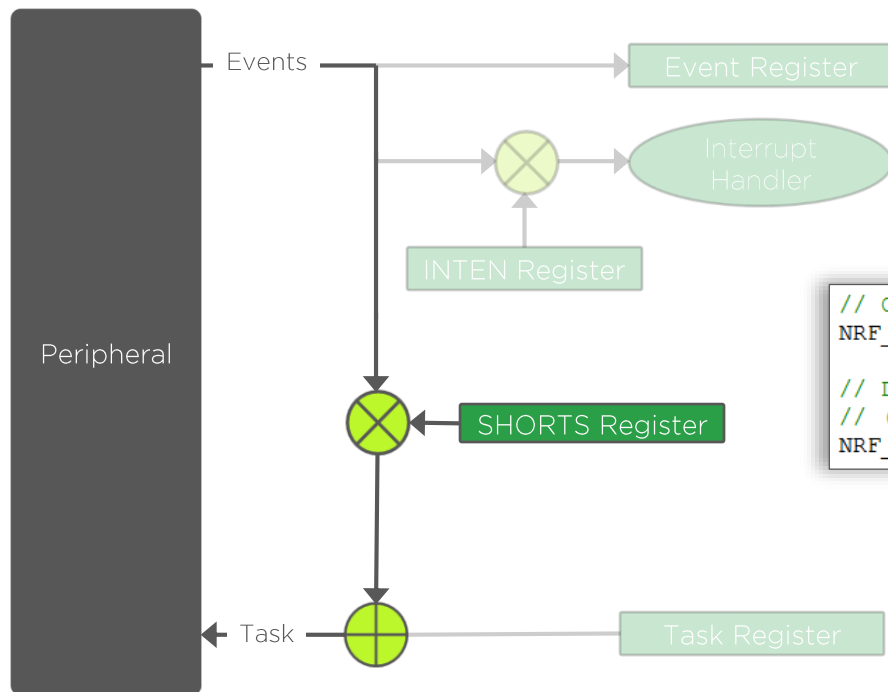 Events
Event Register
Interrupt
Handler
INTEN Register
Peripheral
//
NRF_
//
// (
NRF_
SHORTS Register
Task
Task Register